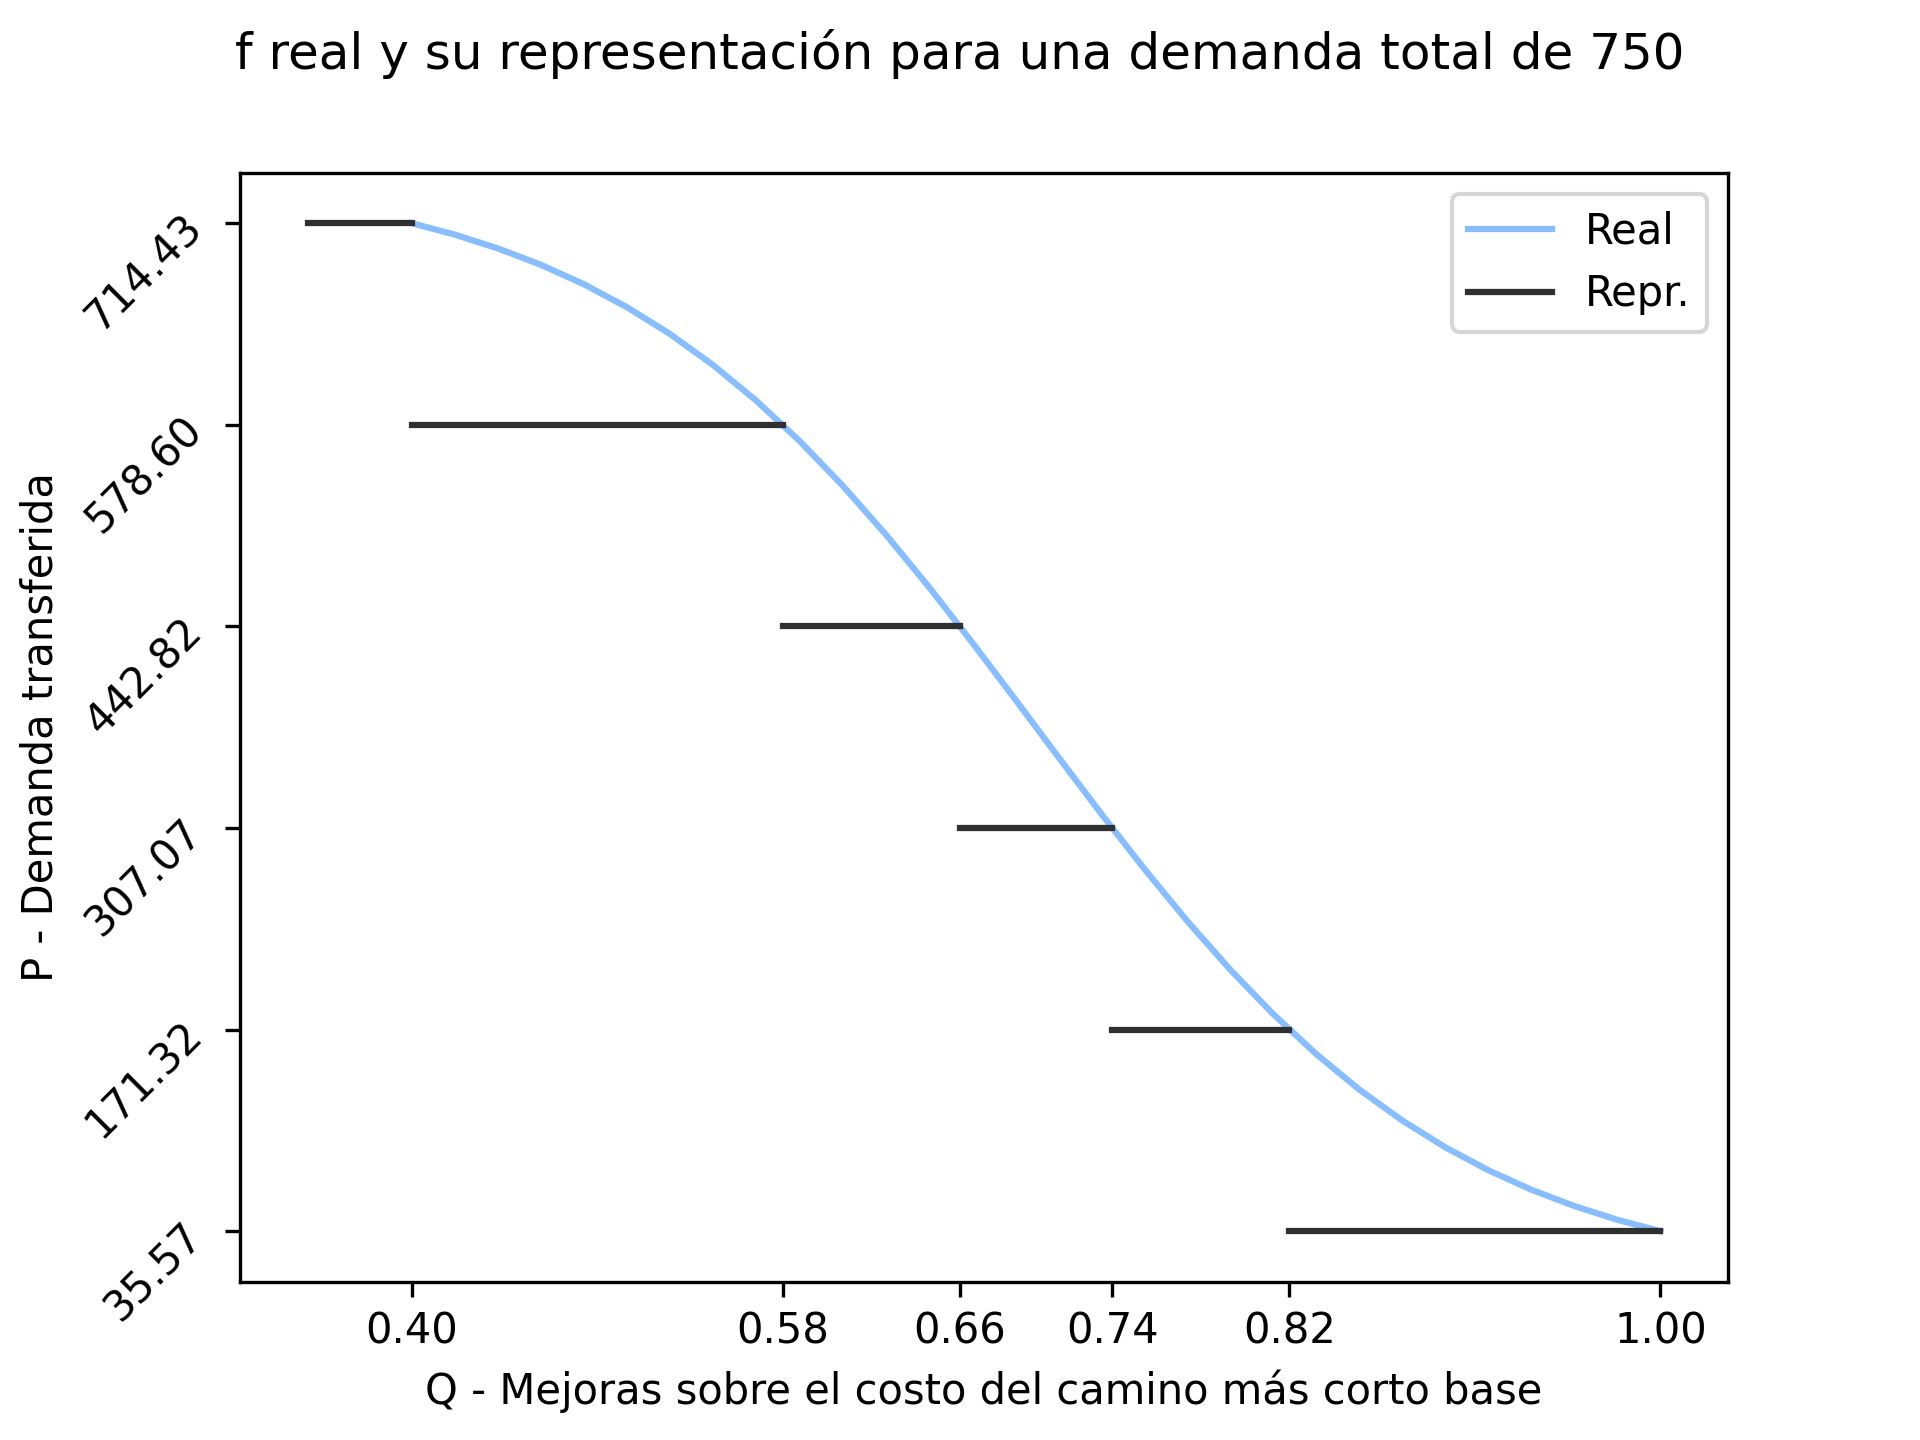 f real y su representación para una demanda total de 750
Real
Repr.
P - Demanda transferida
714.43
578.60
442.82
307.07
171.32
35.57
0.40 0.58 0.66 0.74 0.82 1.00
Q - Mejoras sobre el costo del camino más corto base